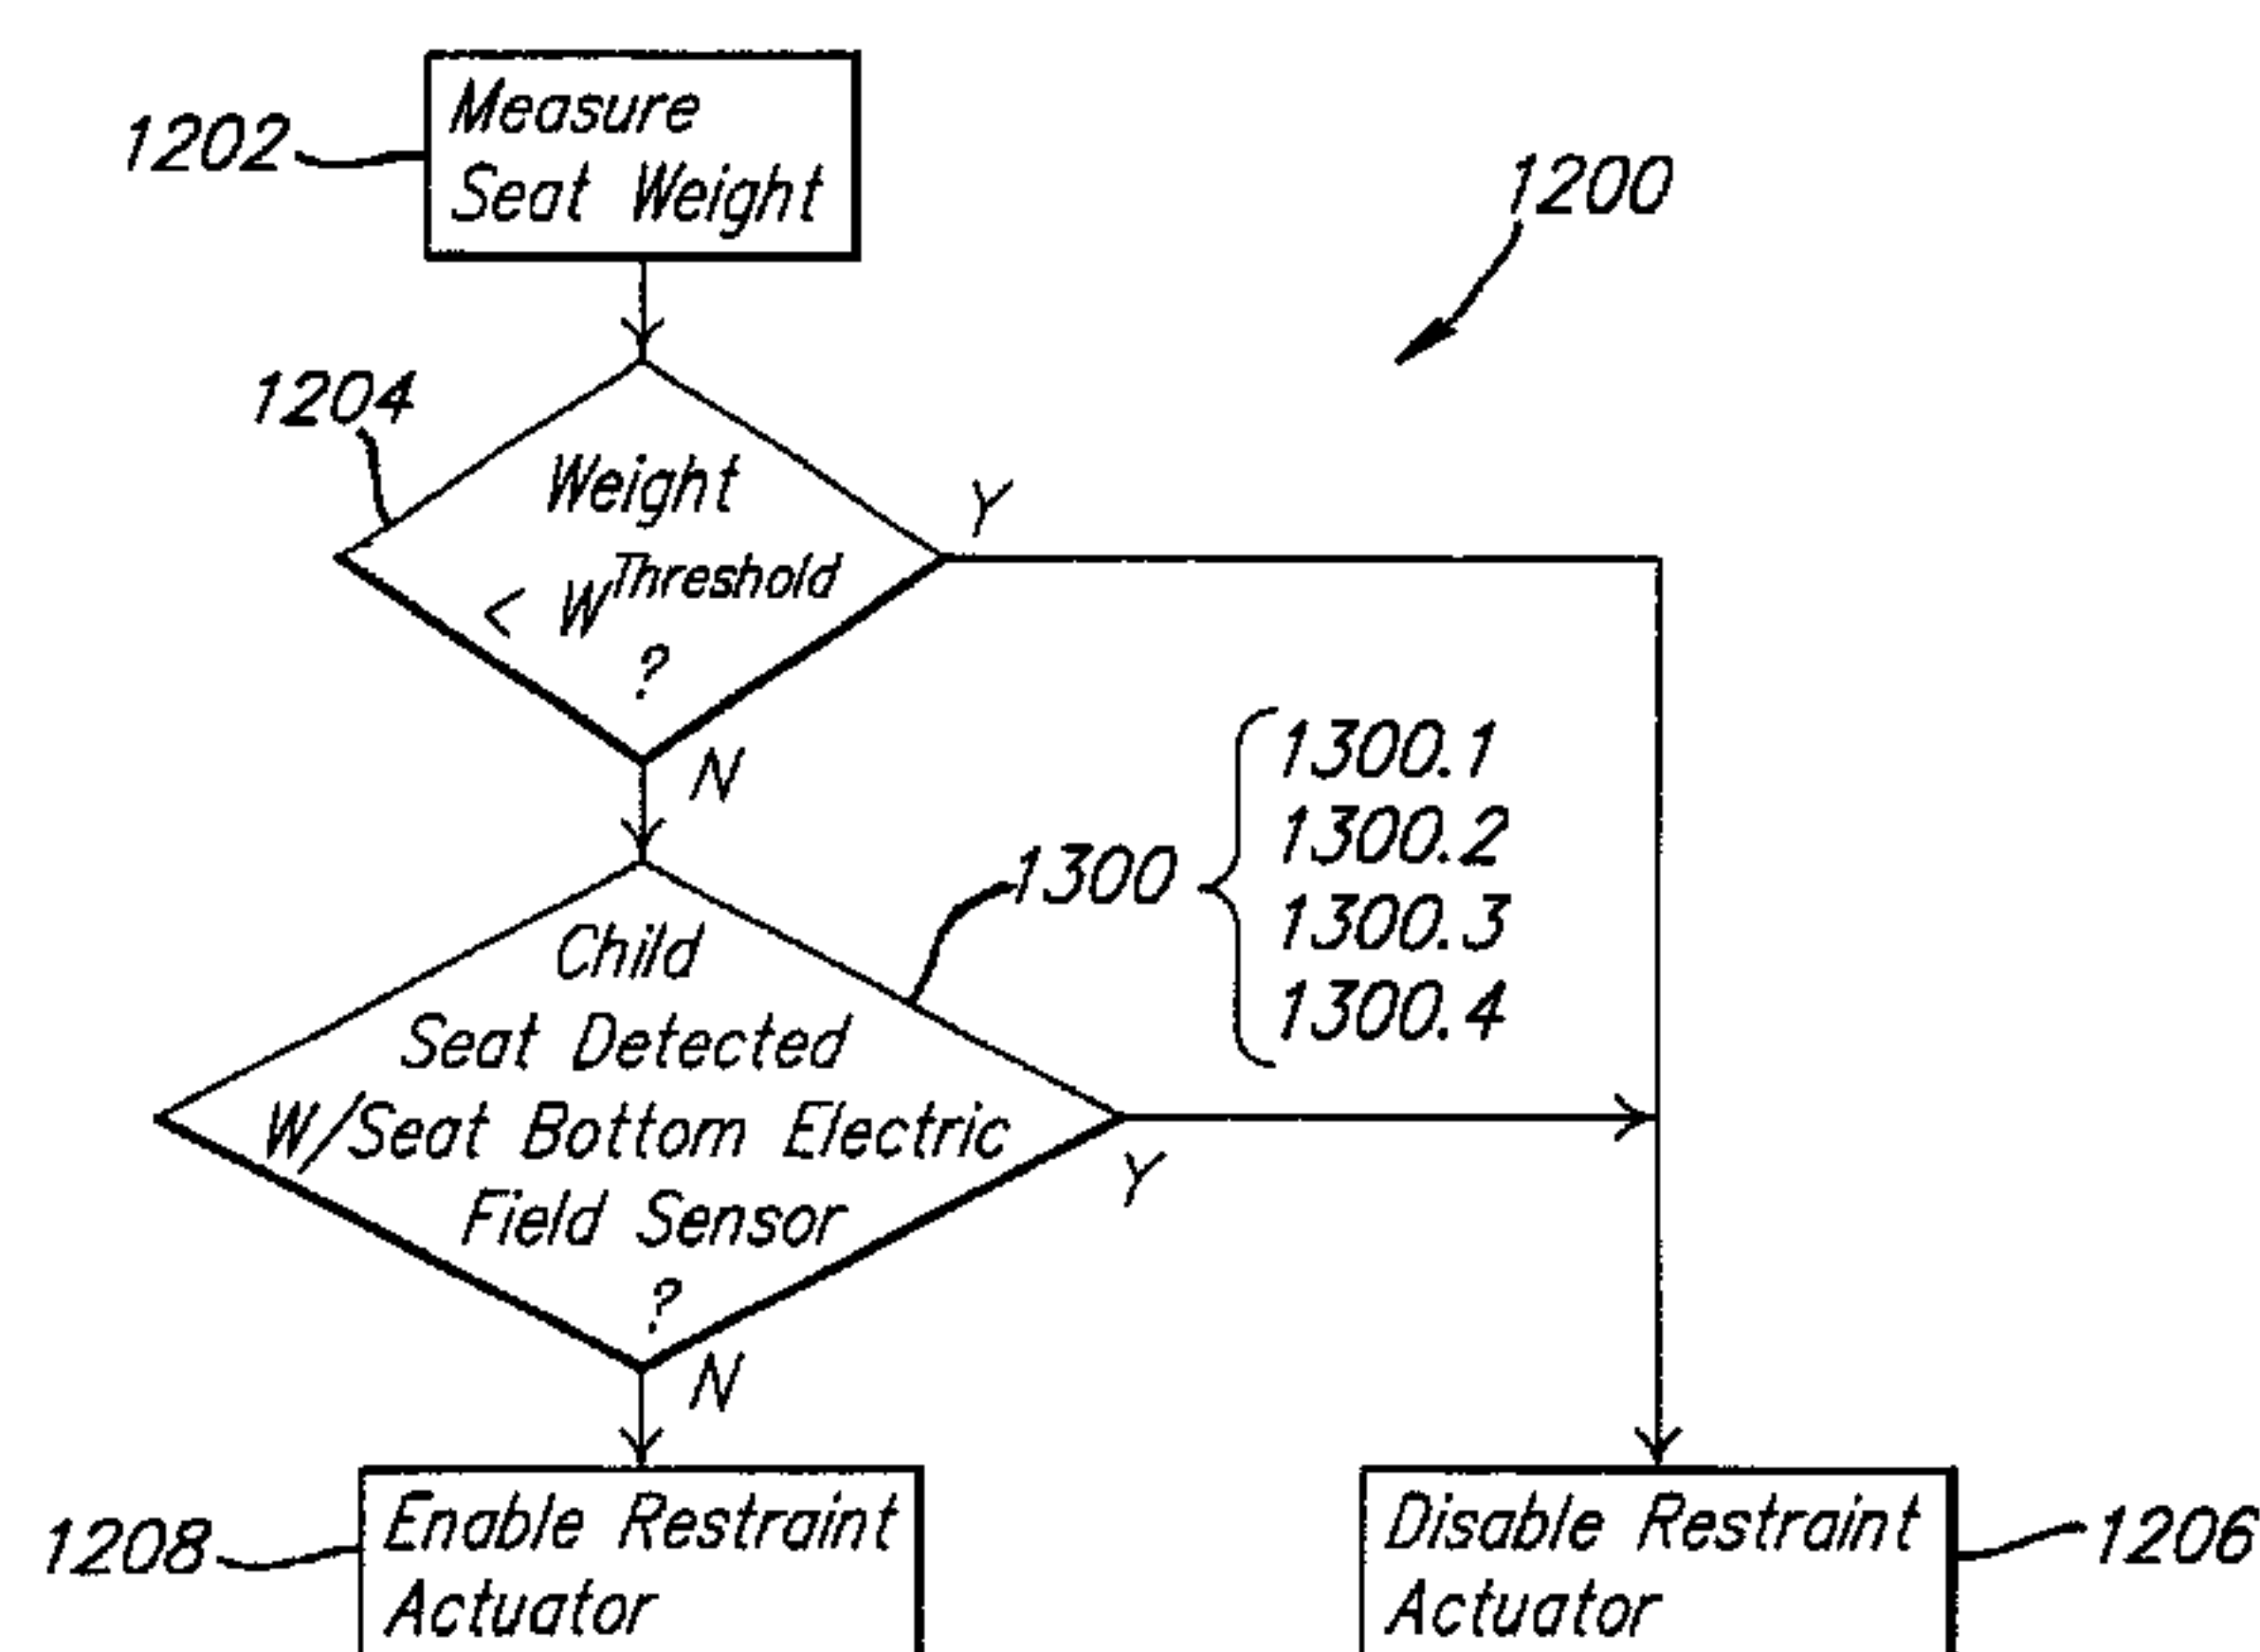 Measure
Seat Weight
1202
1200
1204
Weight
< W^Threshold
?
Y
N
1300
1300.1
1300.2
1300.3
1300.4
Child
Seat Detected
W/Seat Bottom Electric
Field Sensor
?
Y
N
1208
Enable Restraint
Actuator
Disable Restraint
Actuator
1206